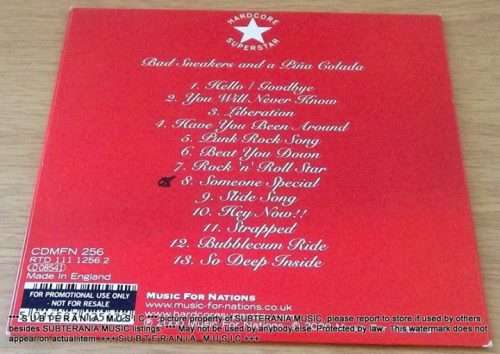 HARDCORE
SUPERSTAR
Bad Sneakers and a Piña Colada
1. Hello / Goodbye
2. You Will Never Know
3. Liberation
4. Have You Been Around
5. Punk Rock Song
6. Beat You Down
7. Rock 'n' Roll Star
8. Someone Special
9. Slide Song
10. Hey Now!!
11. Strapped
12. Bubblecum Ride
13. So Deep Inside
CDMFN 256
RTD 111 1256 2
Made in England
FOR PROMOTIONAL USE ONLY
NOT FOR RESALE
MUSIC FOR NATIONS
www.music-for-nations.co.uk
*** S U B T E R A N I A M U S I C *** picture property of SUBTERANIA MUSIC, please report to store if used by others
besides SUBTERANIA MUSIC listings *** May not be used by anybody else. Protected by law. This watermark does not
appear on actual item